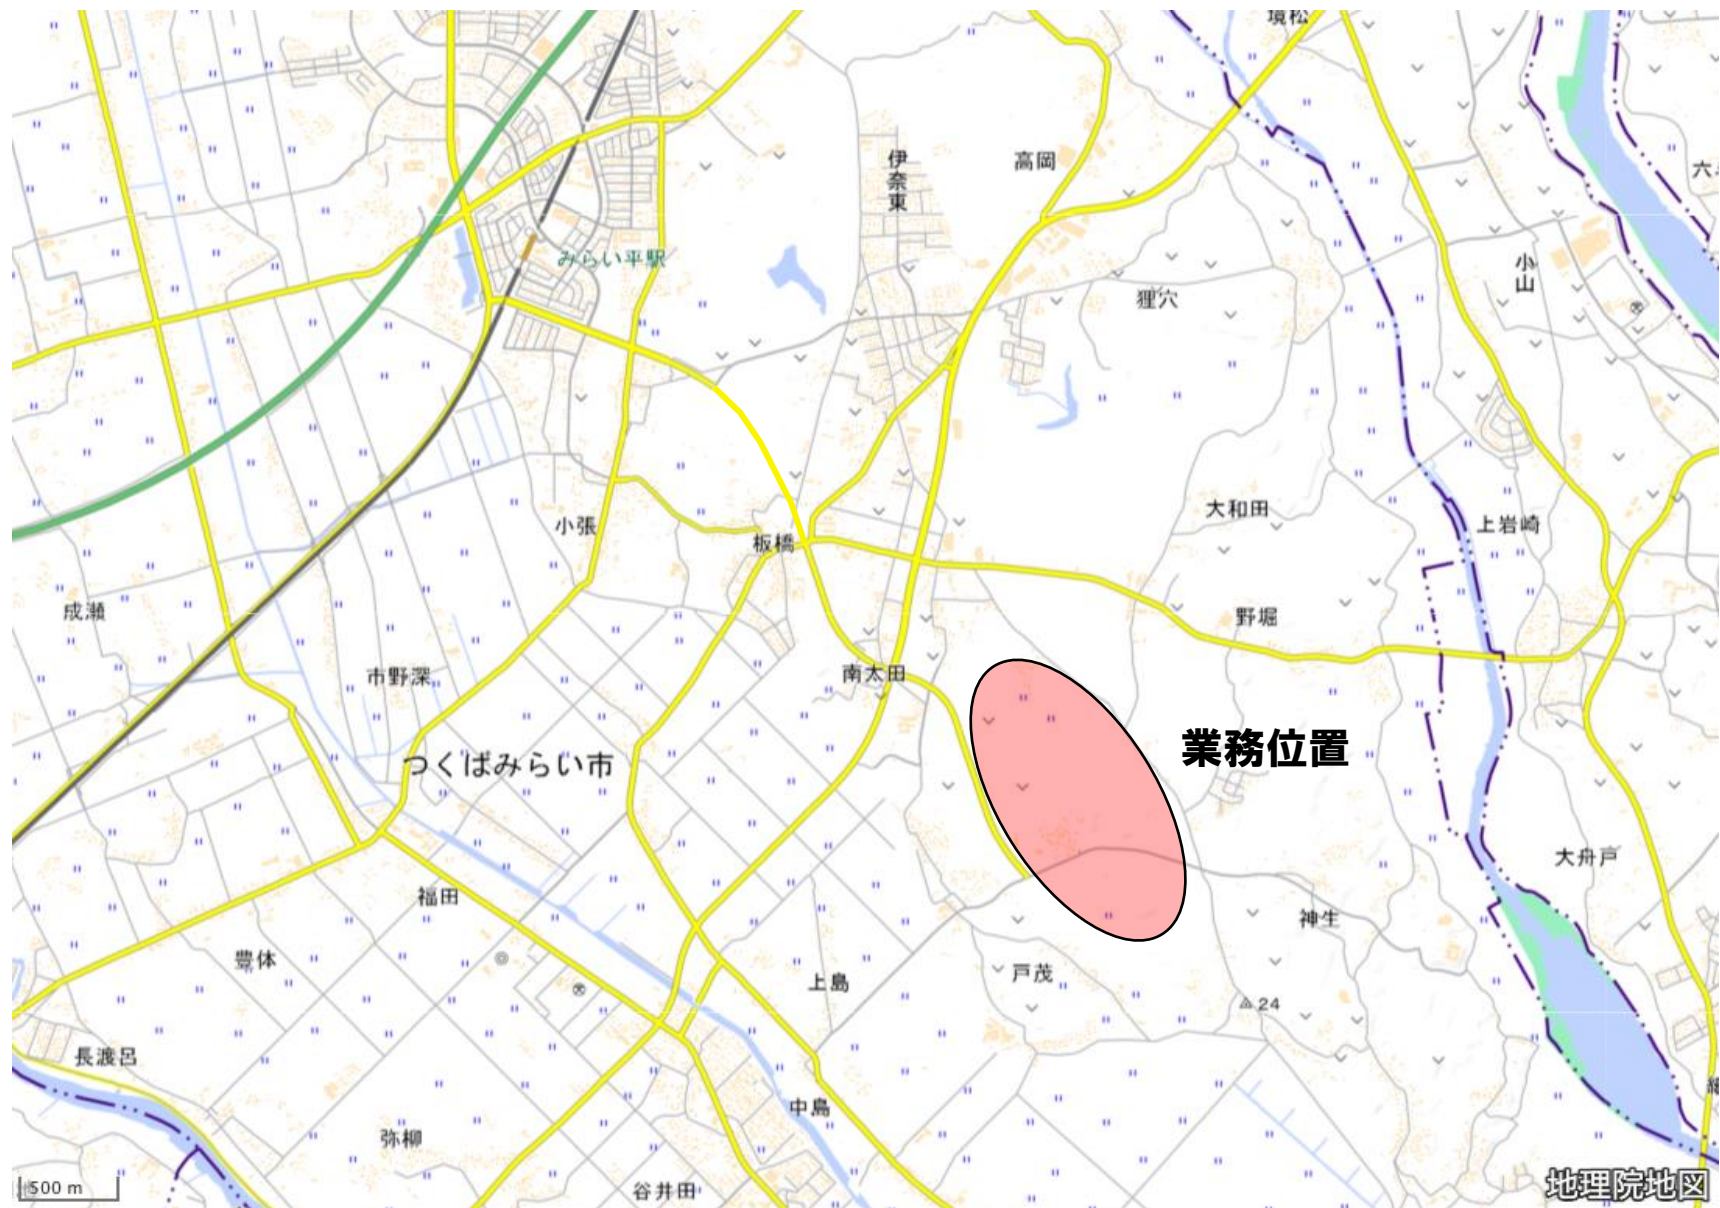 境松
伊奈東
高岡
六
みらい平駅
小山
狸穴
大和田
上岩崎
小張
板橋
成瀬
野堀
市野深
南太田
業務位置
つくばみらい市
大舟戸
福田
神生
豊体
上島
戸茂
24
長渡呂
中島
弥柳
谷井田
500 m
地理院地図